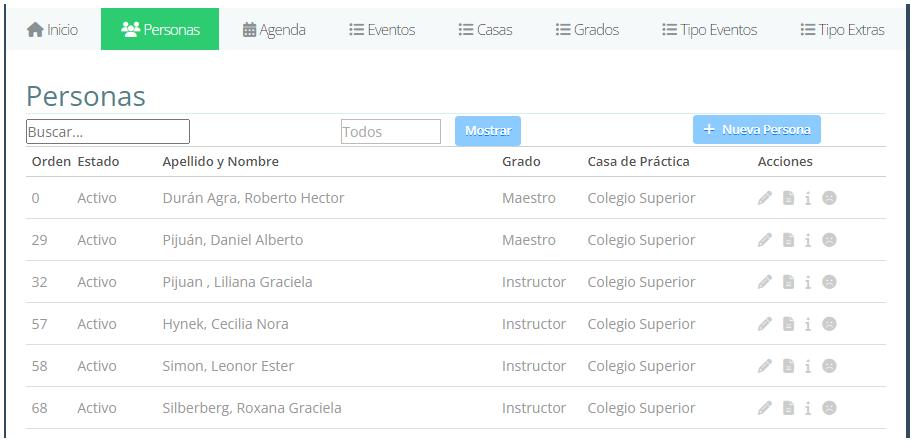 Inicio Personas Agenda Eventos Casas Grados Tipo Eventos Tipo Extras
Personas
Buscar... Todos Mostrar + Nueva Persona
Orden Estado Apellido y Nombre Grado Casa de Práctica Acciones
0 Activo Durán Agra, Roberto Hector Maestro Colegio Superior
29 Activo Pijuán, Daniel Alberto Maestro Colegio Superior
32 Activo Pijuan , Liliana Graciela Instructor Colegio Superior
57 Activo Hynek, Cecilia Nora Instructor Colegio Superior
58 Activo Simon, Leonor Ester Instructor Colegio Superior
68 Activo Silberberg, Roxana Graciela Instructor Colegio Superior